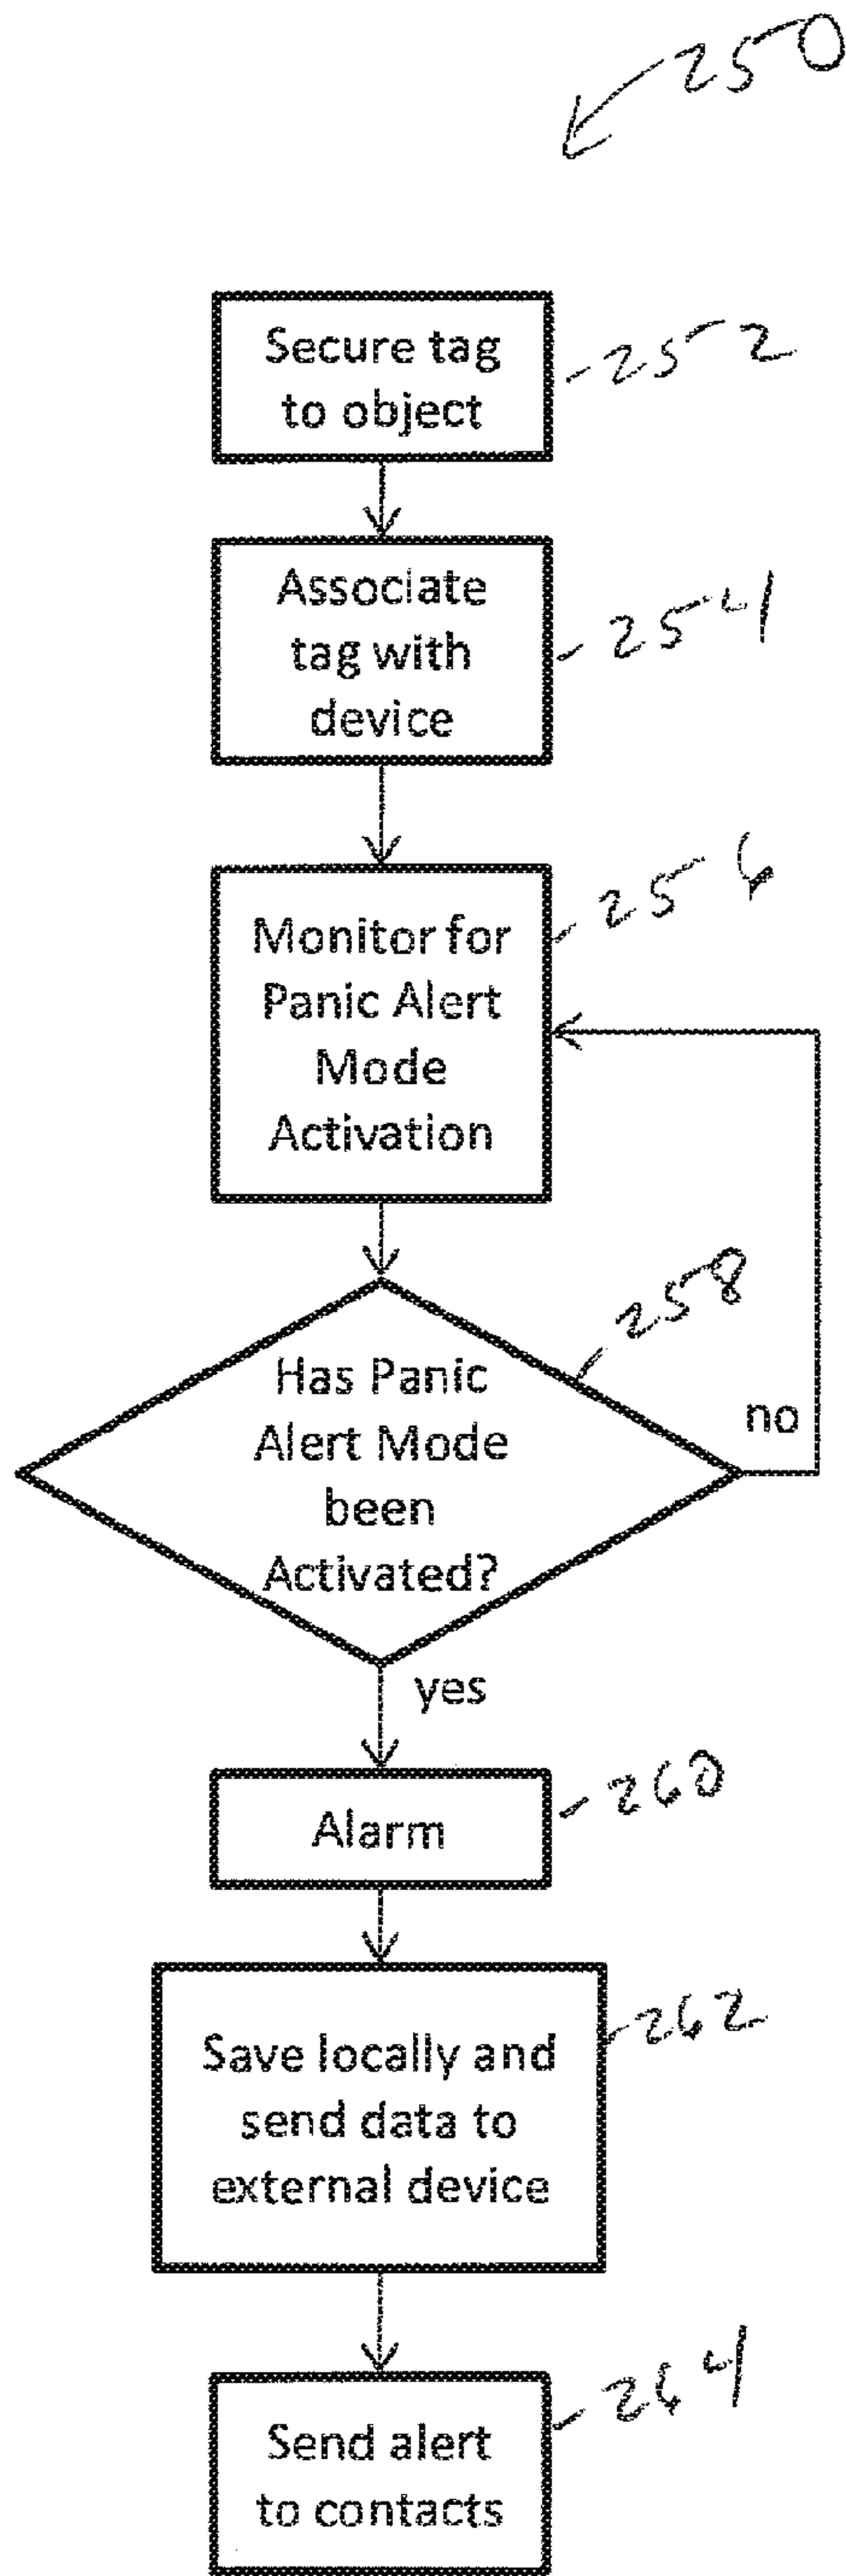 250
Secure tag
to object
252
Associate
tag with
device
254
256
Monitor for
Panic Alert
Mode
Activation
258
Has Panic
Alert Mode
been
Activated?
no
yes
260
Alarm
262
Save locally and
send data to
external device
264
Send alert
to contacts